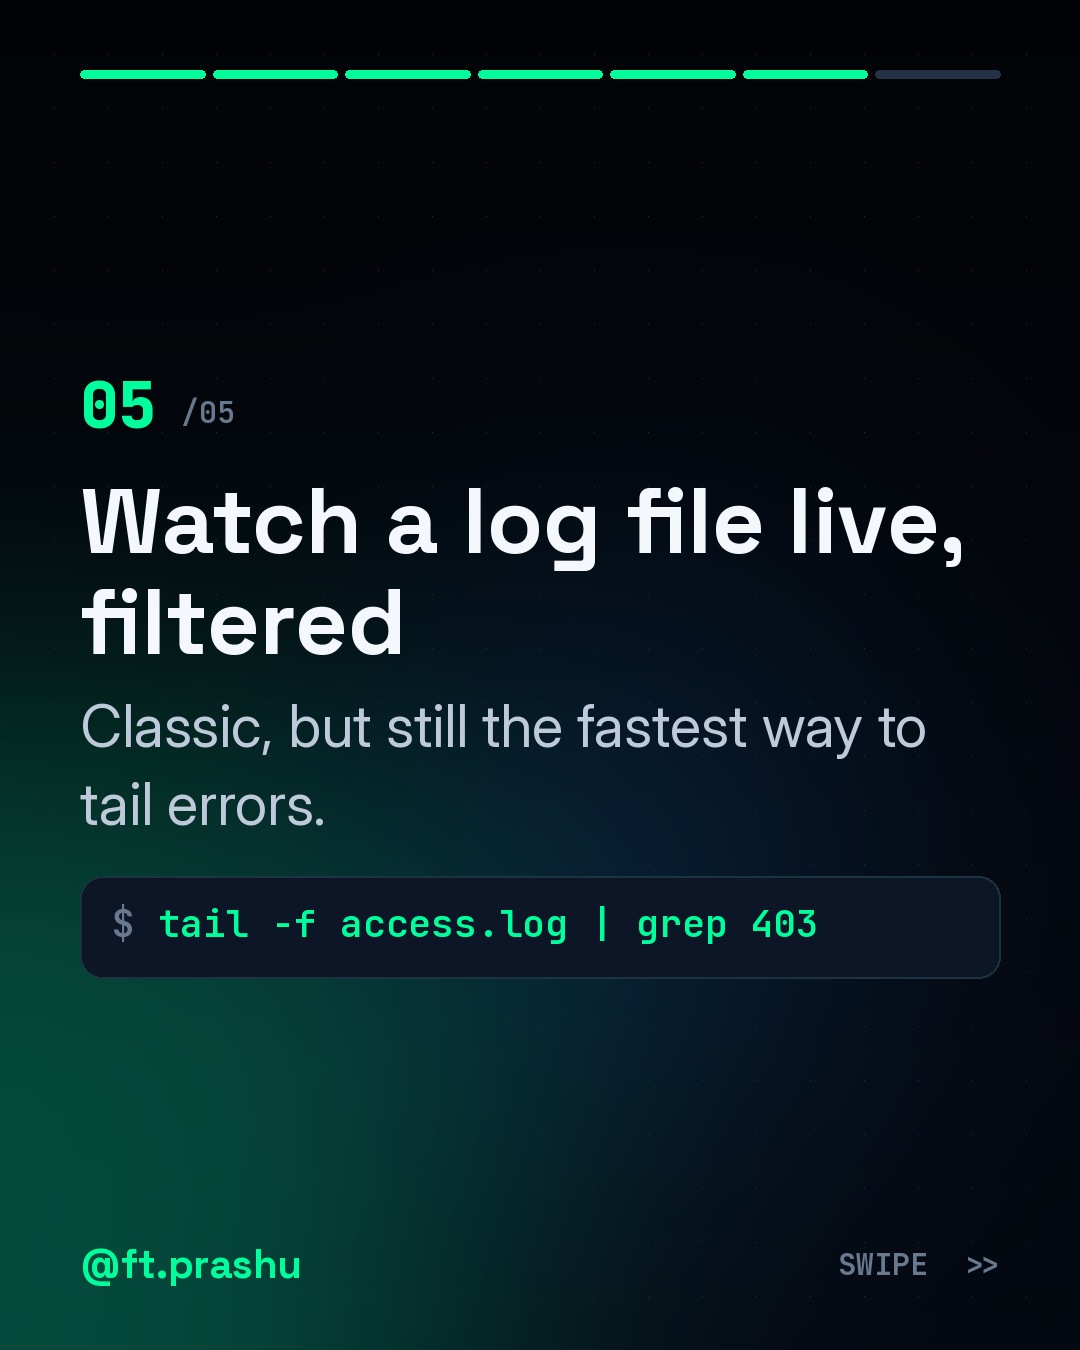 05 /05
Watch a log file live,
filtered
Classic, but still the fastest way to
tail errors.
$ tail -f access.log | grep 403
@ft.prashu
SWIPE >>